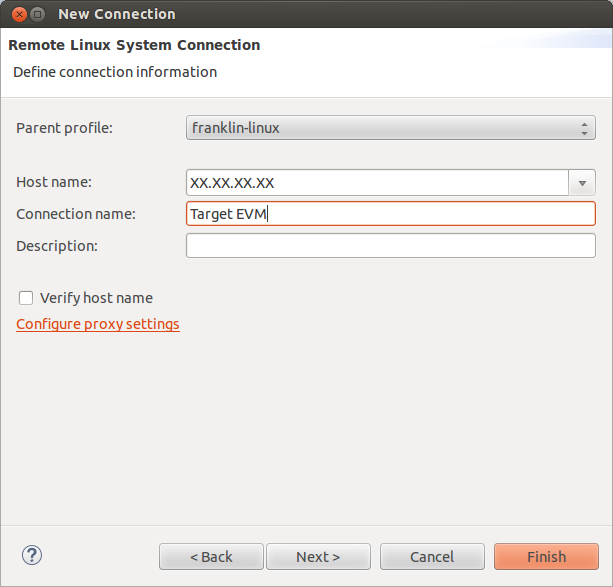 New Connection
Remote Linux System Connection
Define connection information
Parent profile: franklin-linux
Host name: XX.XX.XX.XX
Connection name: Target EVM
Description:
Verify host name
Configure proxy settings
? < Back Next > Cancel Finish